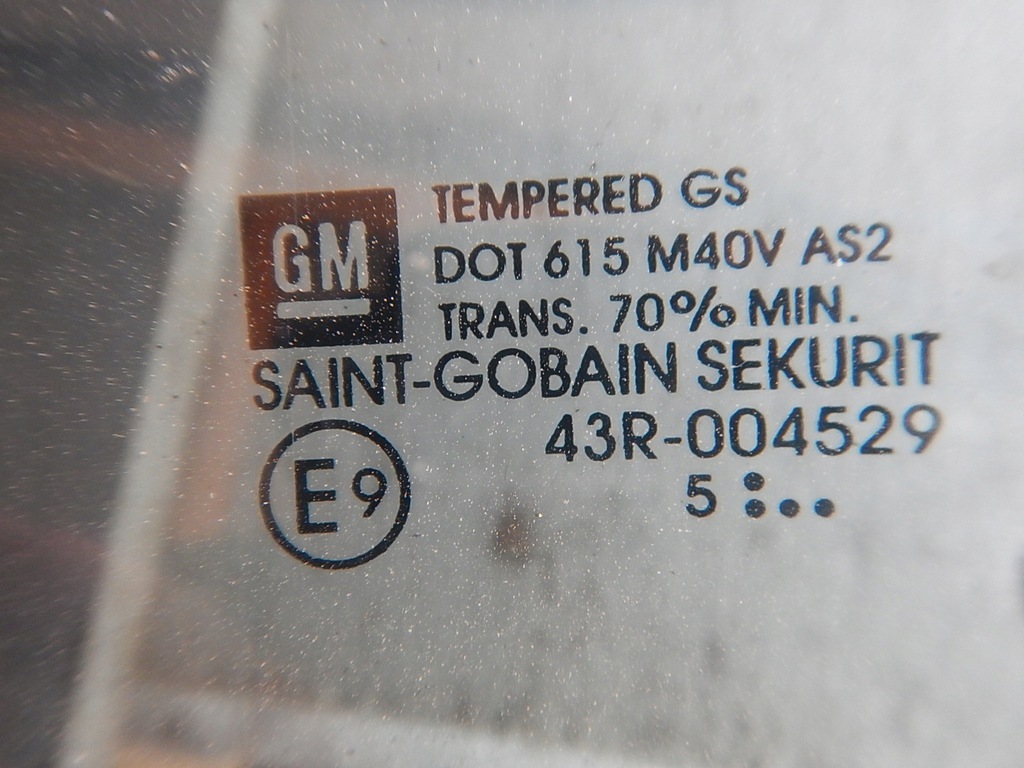 GM
TEMPERED GS
DOT 615 M40V AS2
TRANS. 70% MIN.
SAINT-GOBAIN SEKURIT
43R-004529
E9
5